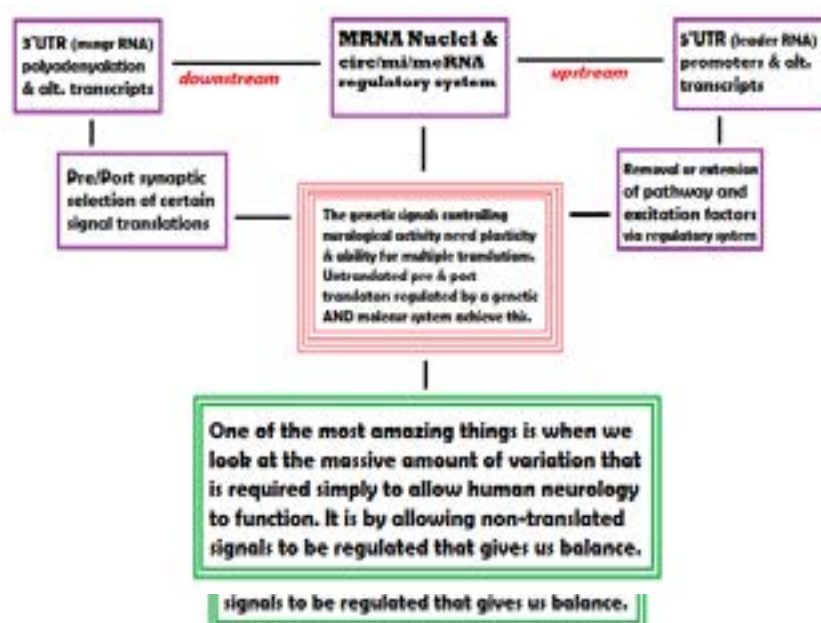 3'UTR (mngr RNA)
polyadenyalation
& alt. transcripts
downstream
MRNA Nuclei &
circ/mi/meRNA
regulatory system
upstream
5'UTR (leader RNA)
promoters & alt.
transcripts
Pre/Post synaptic
selection of certain
signal translations
The genetic signals controlling
nurological activity need plasticity
& ability for multiple translations.
Untranslated pre & post
translators regulated by a genetic
AND system achieve this.
Removal or extension
of pathway and
excitation factors
via regulatory system
One of the most amazing things is when we
look at the massive amount of variation that
is required simply to allow human neurology
to function. It is by allowing non-translated
signals to be regulated that gives us balance.
signals to be regulated that gives us balance.